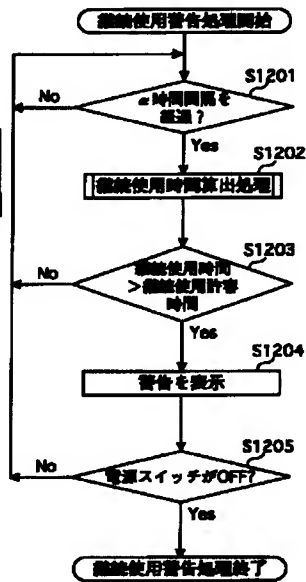 継続使用警告処理開始
S1201
α時間間隔を
経過？
No
Yes
S1202
継続使用時間算出処理
S1203
継続使用時間
＞継続使用許容
時間
No
Yes
S1204
警告を表示
S1205
電源スイッチがOFF?
No
Yes
継続使用警告処理終了